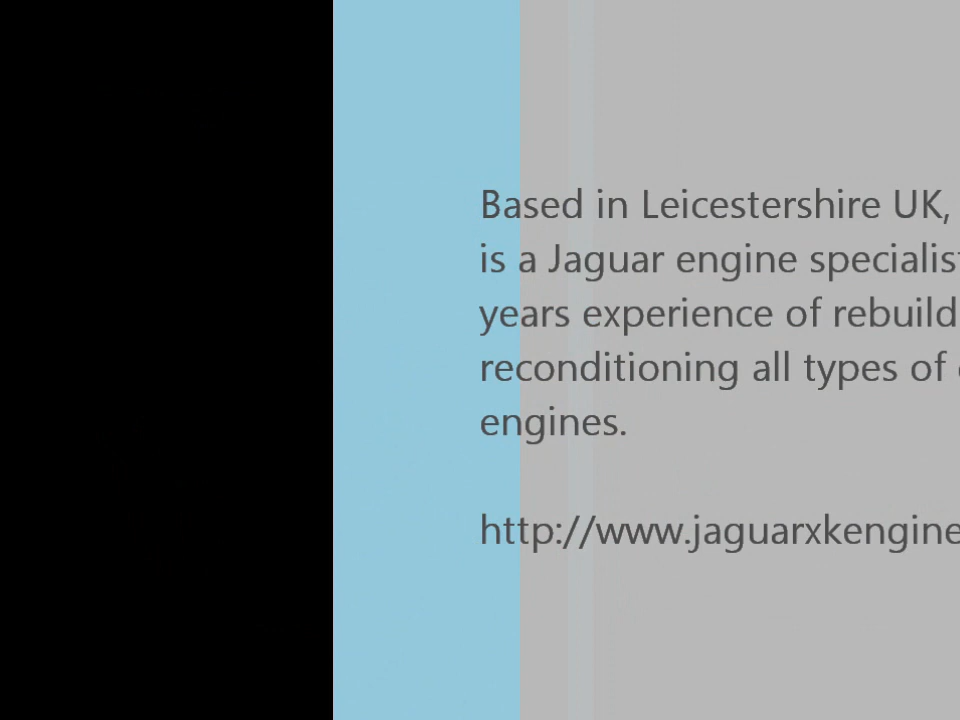 Based in Leicestershire UK,
is a Jaguar engine specialist
years experience of rebuild
reconditioning all types of
engines.
http://www.jaguarxkengine